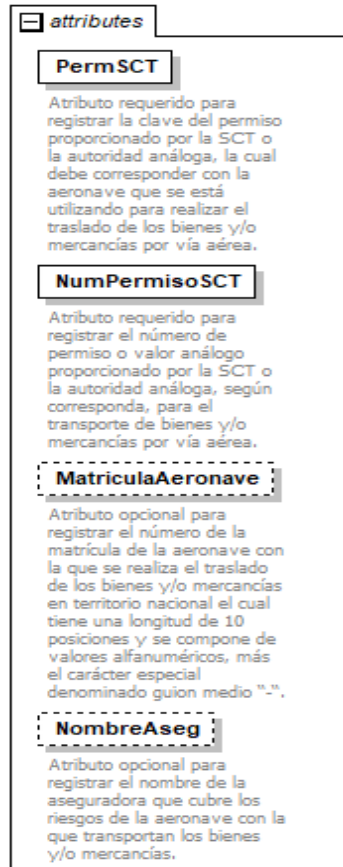 attributes
PermSCT
Atributo requerido para
registrar la clave del permiso
proporcionado por la SCT o
la autoridad análoga, la cual
debe corresponder con la
aeronave que se está
utilizando para realizar el
traslado de los bienes y/o
mercancías por vía aérea.
NumPermisoSCT
Atributo requerido para
registrar el número de
permiso o valor análogo
proporcionado por la SCT o
la autoridad análoga, según
corresponda, para el
transporte de bienes y/o
mercancías por vía aérea.
MatriculaAeronave
Atributo opcional para
registrar el número de la
matrícula de la aeronave con
la que se realiza el traslado
de los bienes y/o mercancías
en territorio nacional el cual
tiene una longitud de 10
posiciones y se compone de
valores alfanuméricos, más
el carácter especial
denominado guion medio “-“.
NombreAseg
Atributo opcional para
registrar el nombre de la
aseguradora que cubre los
riesgos de la aeronave con la
que transportan los bienes
y/o mercancías.